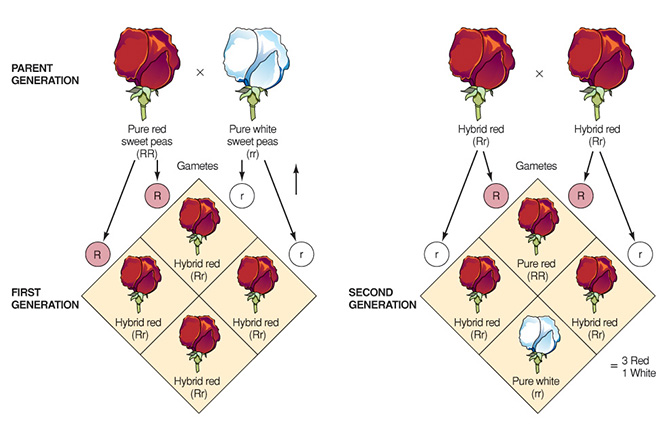 PARENT
GENERATION
×
Pure red
sweet peas
(RR)
Pure white
sweet peas
(rr)
Gametes
R
r
R
r
Hybrid red
(Rr)
Hybrid red
(Rr)
Hybrid red
(Rr)
Hybrid red
(Rr)
FIRST
GENERATION
×
Hybrid red
(Rr)
Hybrid red
(Rr)
Gametes
R
R
r
r
Pure red
(RR)
Hybrid red
(Rr)
Hybrid red
(Rr)
Pure white
(rr)
SECOND
GENERATION
= 3 Red
1 White